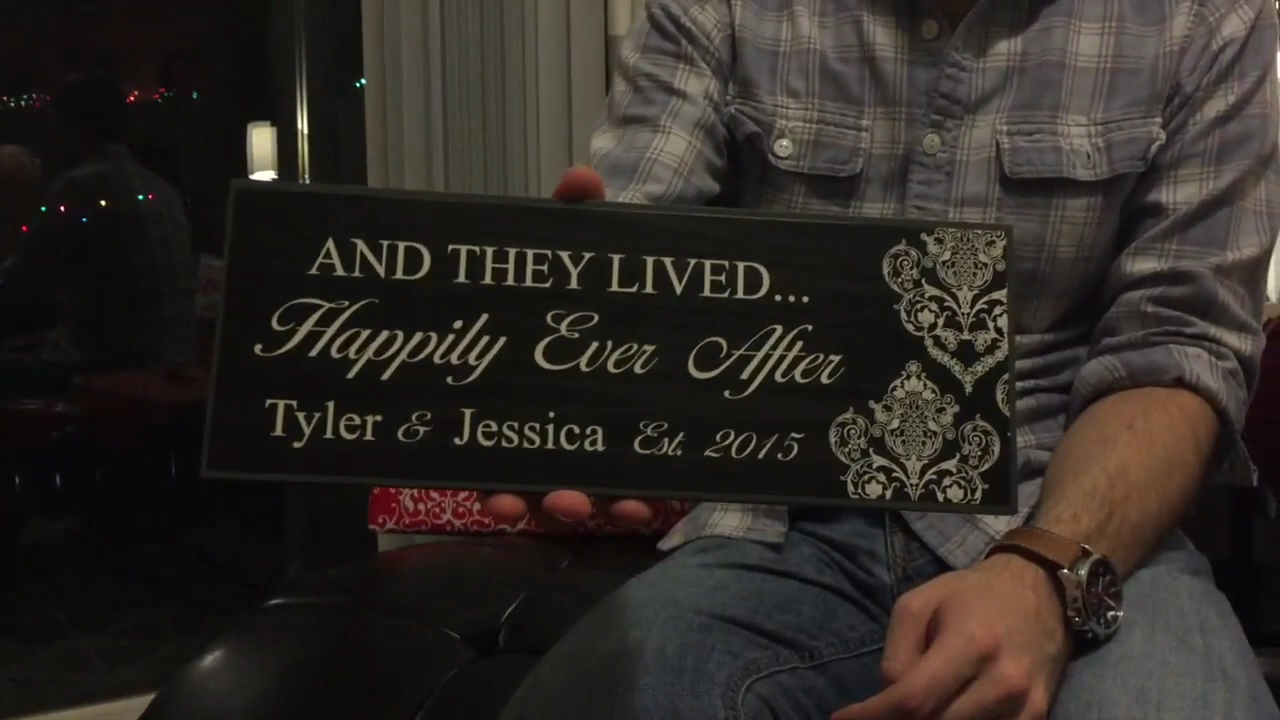 AND THEY LIVED...
Happily Ever After
Tyler & Jessica Est. 2015